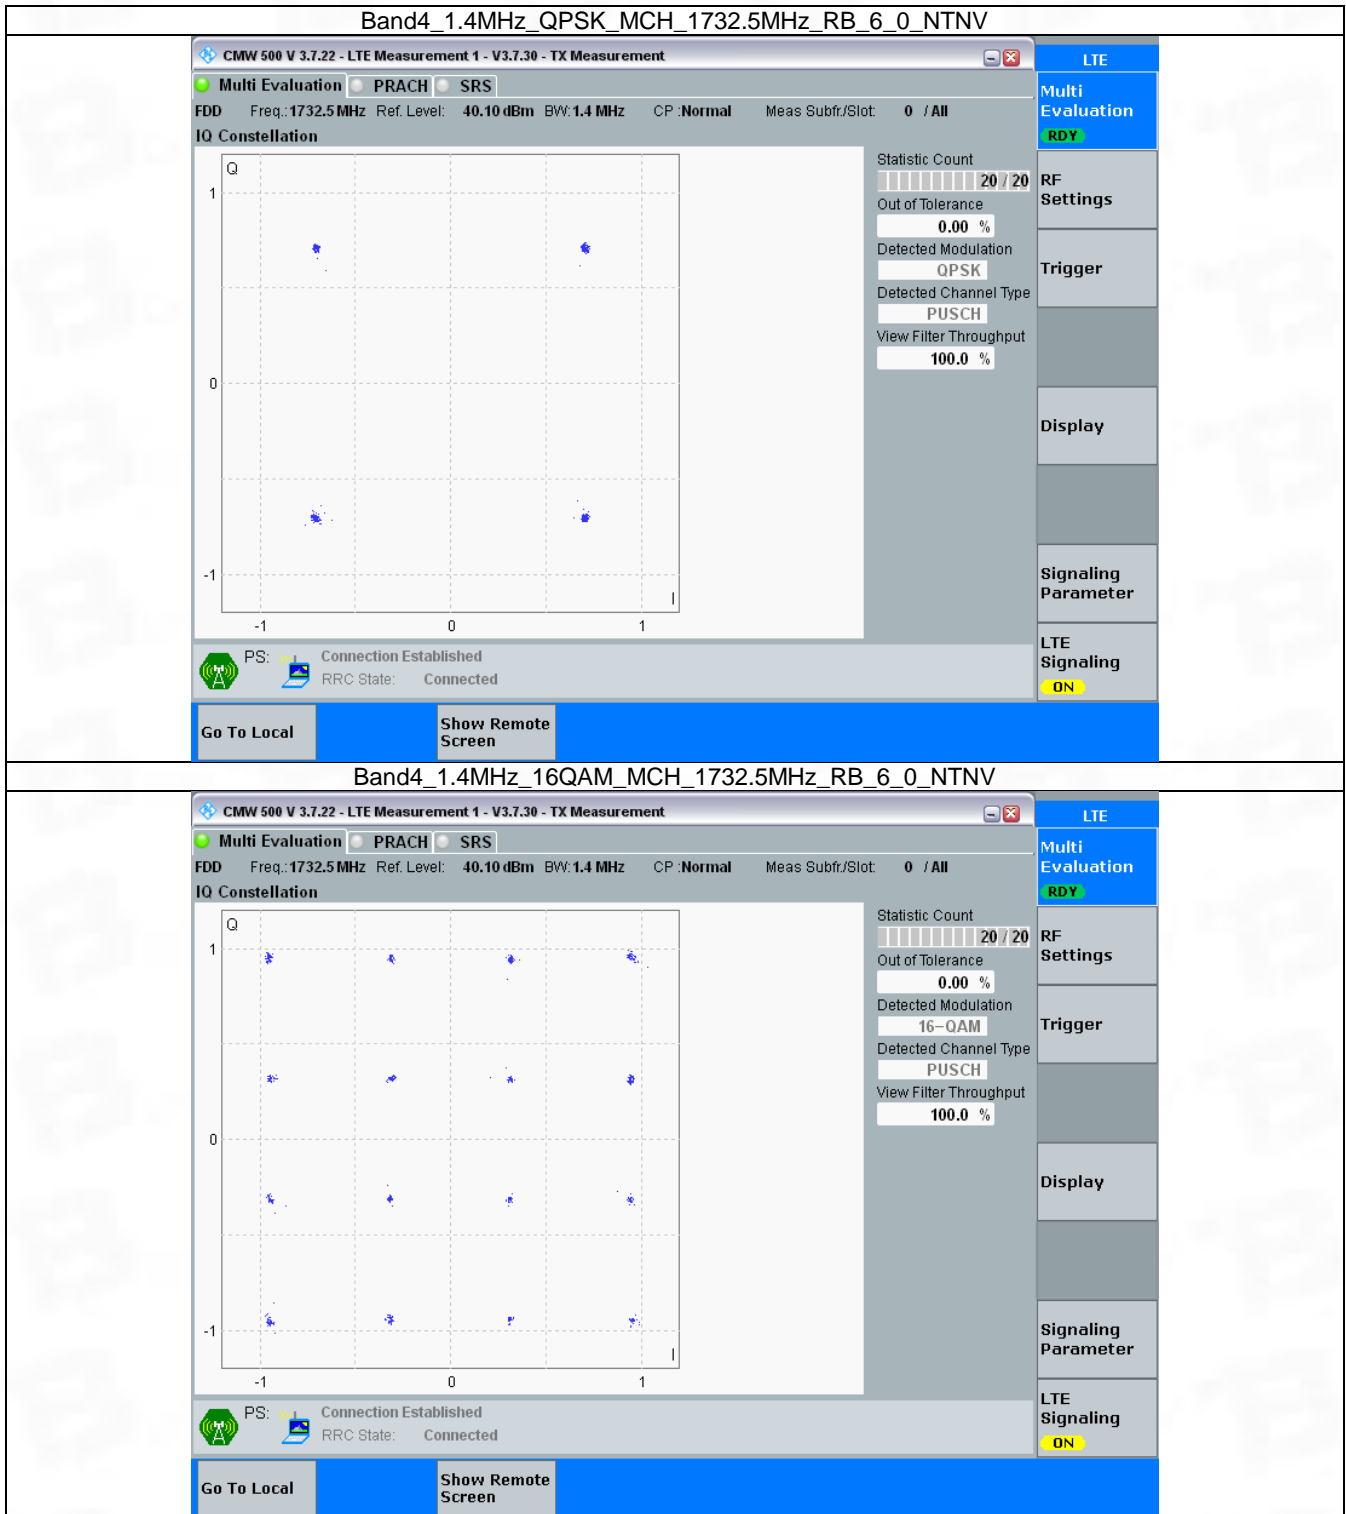 Band4_1.4MHz_QPSK_MCH_1732.5MHz_RB_6_0_NTNV
CMW 500 V 3.7.22 - LTE Measurement 1 - V3.7.30 - TX Measurement
LTE
Multi Evaluation PRACH SRS
Multi
Evaluation
RDY
FDD Freq.: 1732.5 MHz Ref. Level: 40.10 dBm BW: 1.4 MHz CP : Normal Meas Subfr./Slot: 0 / All
IQ Constellation
Q
1
0
-1
I
-1 0 1
Statistic Count
20 / 20
Out of Tolerance
0.00 %
Detected Modulation
QPSK
Detected Channel Type
PUSCH
View Filter Throughput
100.0 %
RF
Settings
Trigger
Display
Signaling
Parameter
LTE
Signaling
ON
PS: Connection Established
RRC State: Connected
Go To Local
Show Remote
Screen
Band4_1.4MHz_16QAM_MCH_1732.5MHz_RB_6_0_NTNV
CMW 500 V 3.7.22 - LTE Measurement 1 - V3.7.30 - TX Measurement
LTE
Multi Evaluation PRACH SRS
Multi
Evaluation
RDY
FDD Freq.: 1732.5 MHz Ref. Level: 40.10 dBm BW: 1.4 MHz CP : Normal Meas Subfr./Slot: 0 / All
IQ Constellation
Q
1
0
-1
I
-1 0 1
Statistic Count
20 / 20
Out of Tolerance
0.00 %
Detected Modulation
16-QAM
Detected Channel Type
PUSCH
View Filter Throughput
100.0 %
RF
Settings
Trigger
Display
Signaling
Parameter
LTE
Signaling
ON
PS: Connection Established
RRC State: Connected
Go To Local
Show Remote
Screen